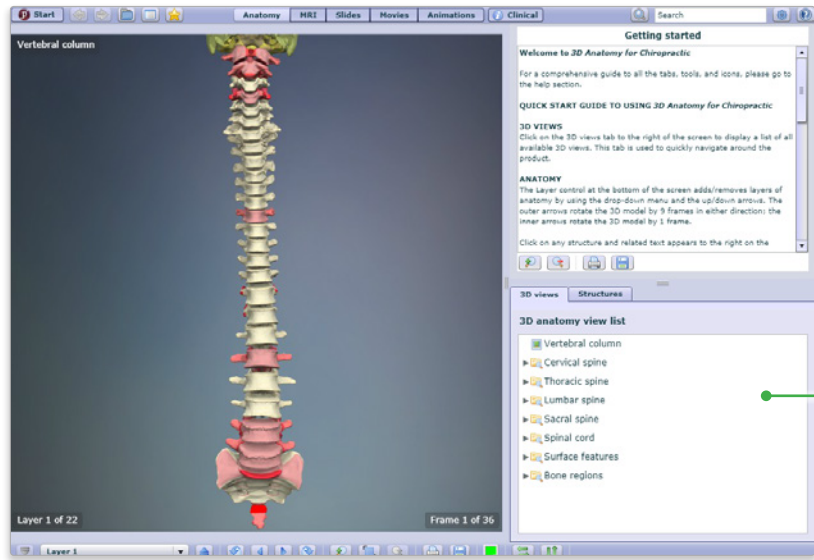 Start
Anatomy MRI Slides Movies Animations Clinical
Search
Vertebral column
Getting started
Welcome to 3D Anatomy for Chiropractic
For a comprehensive guide to all the tabs, tools, and icons, please go to
the help section.
QUICK START GUIDE TO USING 3D Anatomy for Chiropractic
3D VIEWS
Click on the 3D views tab to the right of the screen to display a list of all
available 3D views. This tab is used to quickly navigate around the
product.
ANATOMY
The Layer control at the bottom of the screen adds/removes layers of
anatomy by using the drop-down menu and the up/down arrows. The
outer arrows rotate the 3D model by 9 frames in either direction; the
inner arrows rotate the 3D model by 1 frame.
Click on any structure and related text appears to the right on the
3D views Structures
3D anatomy view list
Vertebral column
Cervical spine
Thoracic spine
Lumbar spine
Sacral spine
Spinal cord
Surface features
Bone regions
Layer 1 of 22
Frame 1 of 36
Layer 1